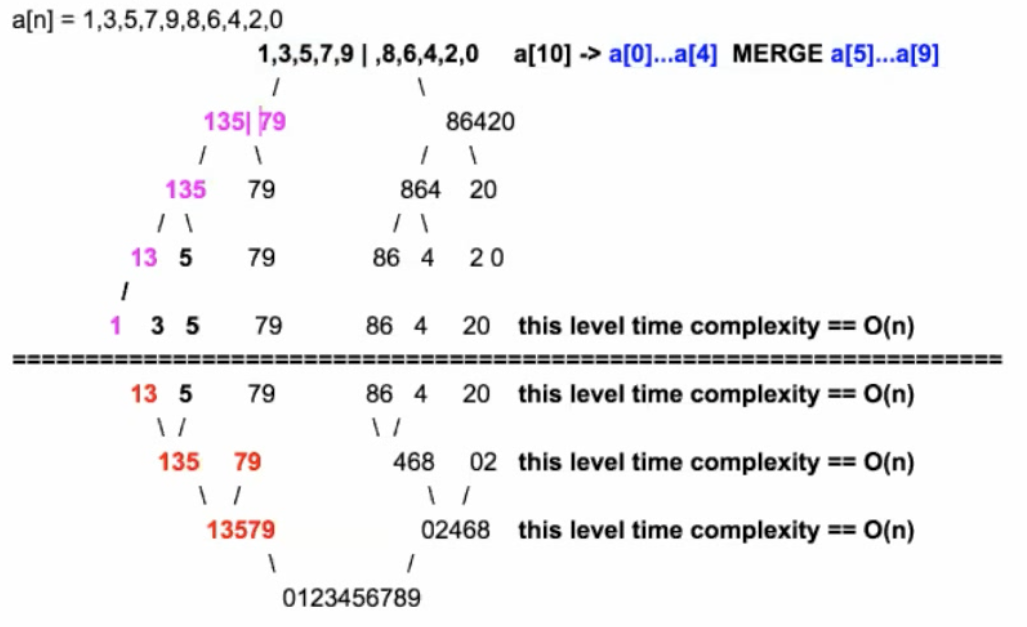 a[n] = 1,3,5,7,9,8,6,4,2,0
1,3,5,7,9 | ,8,6,4,2,0 a[10] -> a[0]...a[4] MERGE a[5]...a[9]
/ \
135| 79 86420
/ \ / \
135 79 864 20
/ \ / \
13 5 79 86 4 2 0
/
1 3 5 79 86 4 20 this level time complexity == O(n)
=====================================================================
13 5 79 86 4 20 this level time complexity == O(n)
\ / \ /
135 79 468 02 this level time complexity == O(n)
\ / \ /
13579 02468 this level time complexity == O(n)
\ /
0123456789